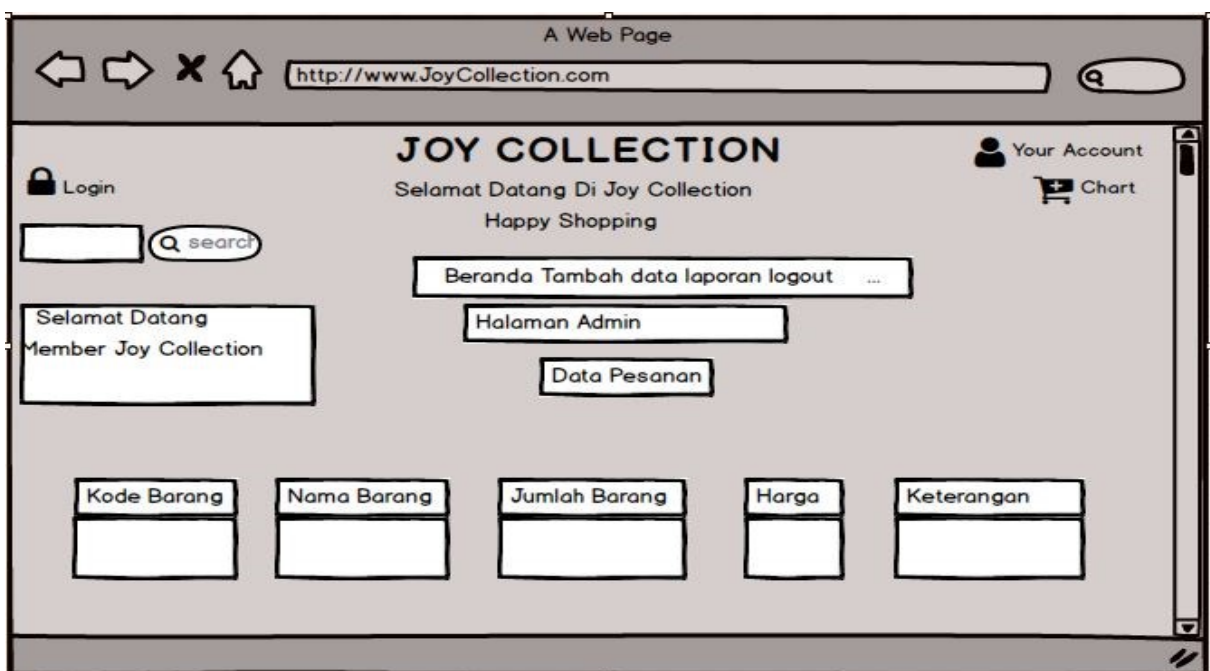 A Web Page
http://www.JoyCollection.com
JOY COLLECTION
Your Account
Login
Selamat Datang Di Joy Collection
Chart
Happy Shopping
search
Beranda Tambah data laporan logout ...
Selamat Datang
Member Joy Collection
Halaman Admin
Data Pesanan
Kode Barang Nama Barang Jumlah Barang Harga Keterangan